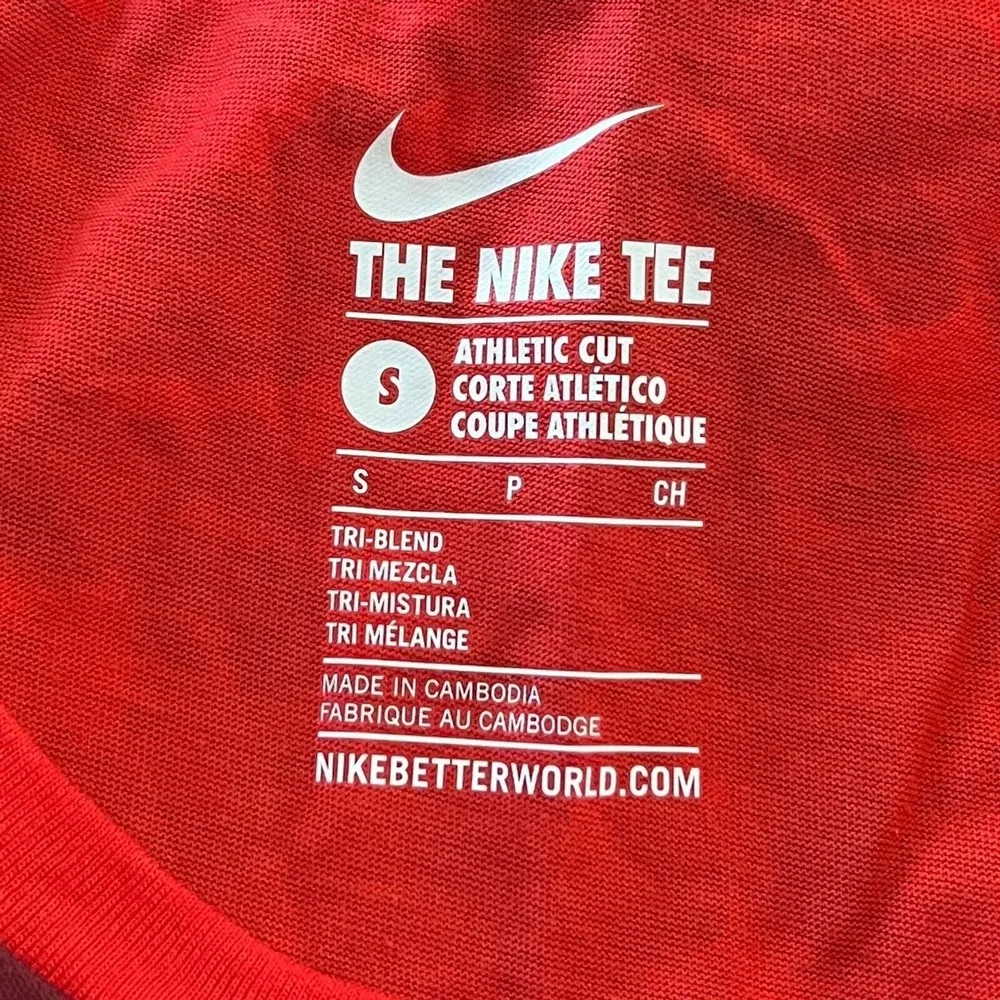 THE NIKE TEE
S
ATHLETIC CUT
CORTE ATLÉTICO
COUPE ATHLÉTIQUE
S P CH
TRI-BLEND
TRI MEZCLA
TRI-MISTURA
TRI MÉLANGE
MADE IN CAMBODIA
FABRIQUE AU CAMBODGE
NIKEBETTERWORLD.COM